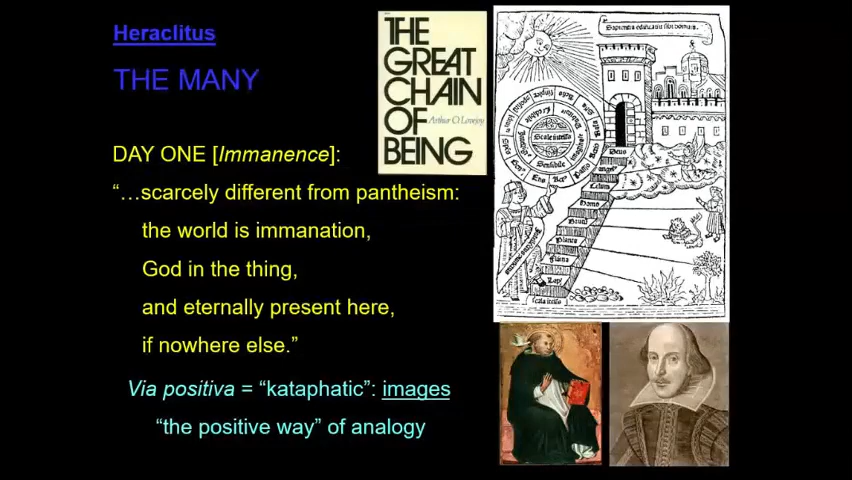 Heraclitus
THE MANY
DAY ONE [Immanence]:
“…scarcely different from pantheism:
the world is immanation,
God in the thing,
and eternally present here,
if nowhere else.”
Via positiva = “kataphatic”: images
“the positive way” of analogy
THE
GREAT
CHAIN
OF
Arthur O. Lovejoy
BEING
Deus
Celum
Homo
Planta
Flama